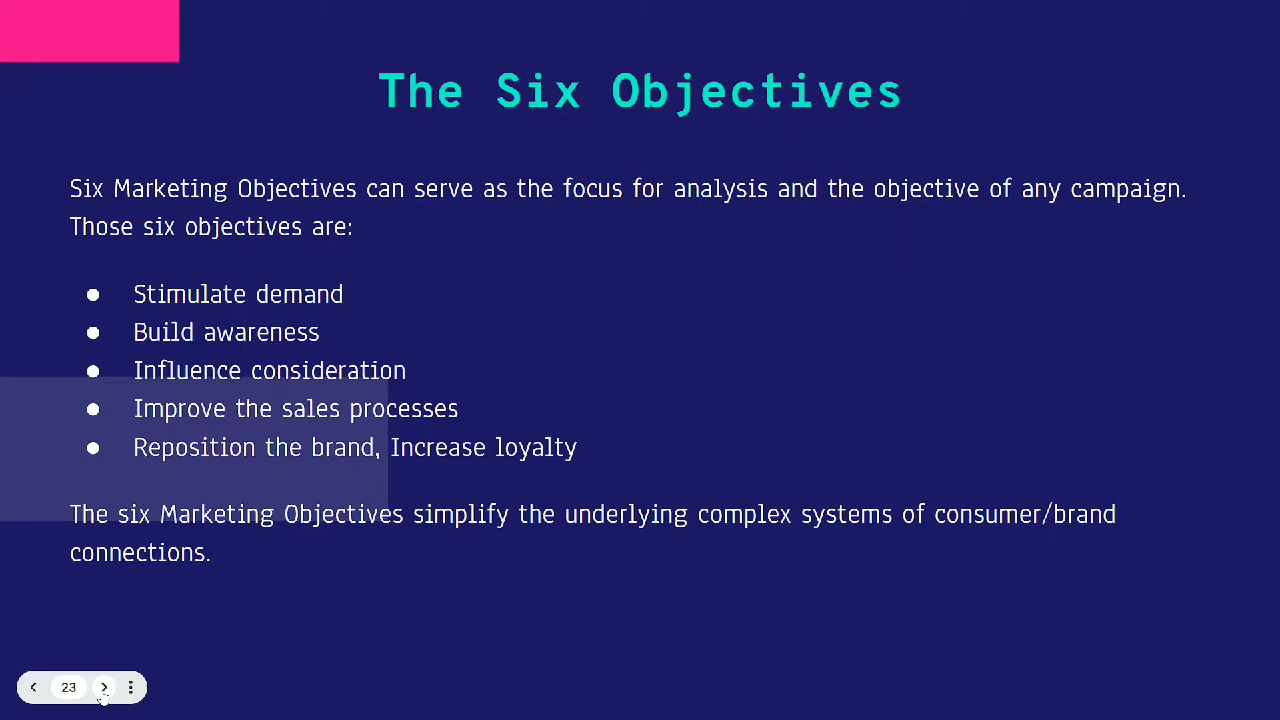 The Six Objectives
Six Marketing Objectives can serve as the focus for analysis and the objective of any campaign.
Those six objectives are:
● Stimulate demand
● Build awareness
● Influence consideration
● Improve the sales processes
● Reposition the brand, Increase loyalty
The six Marketing Objectives simplify the underlying complex systems of consumer/brand
connections.
23